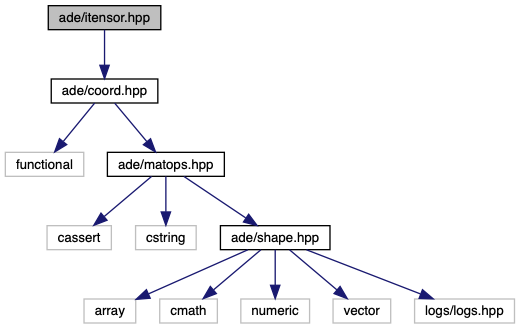 ade/itensor.hpp
ade/coord.hpp
functional
ade/matops.hpp
cassert
cstring
ade/shape.hpp
array
cmath
numeric
vector
logs/logs.hpp